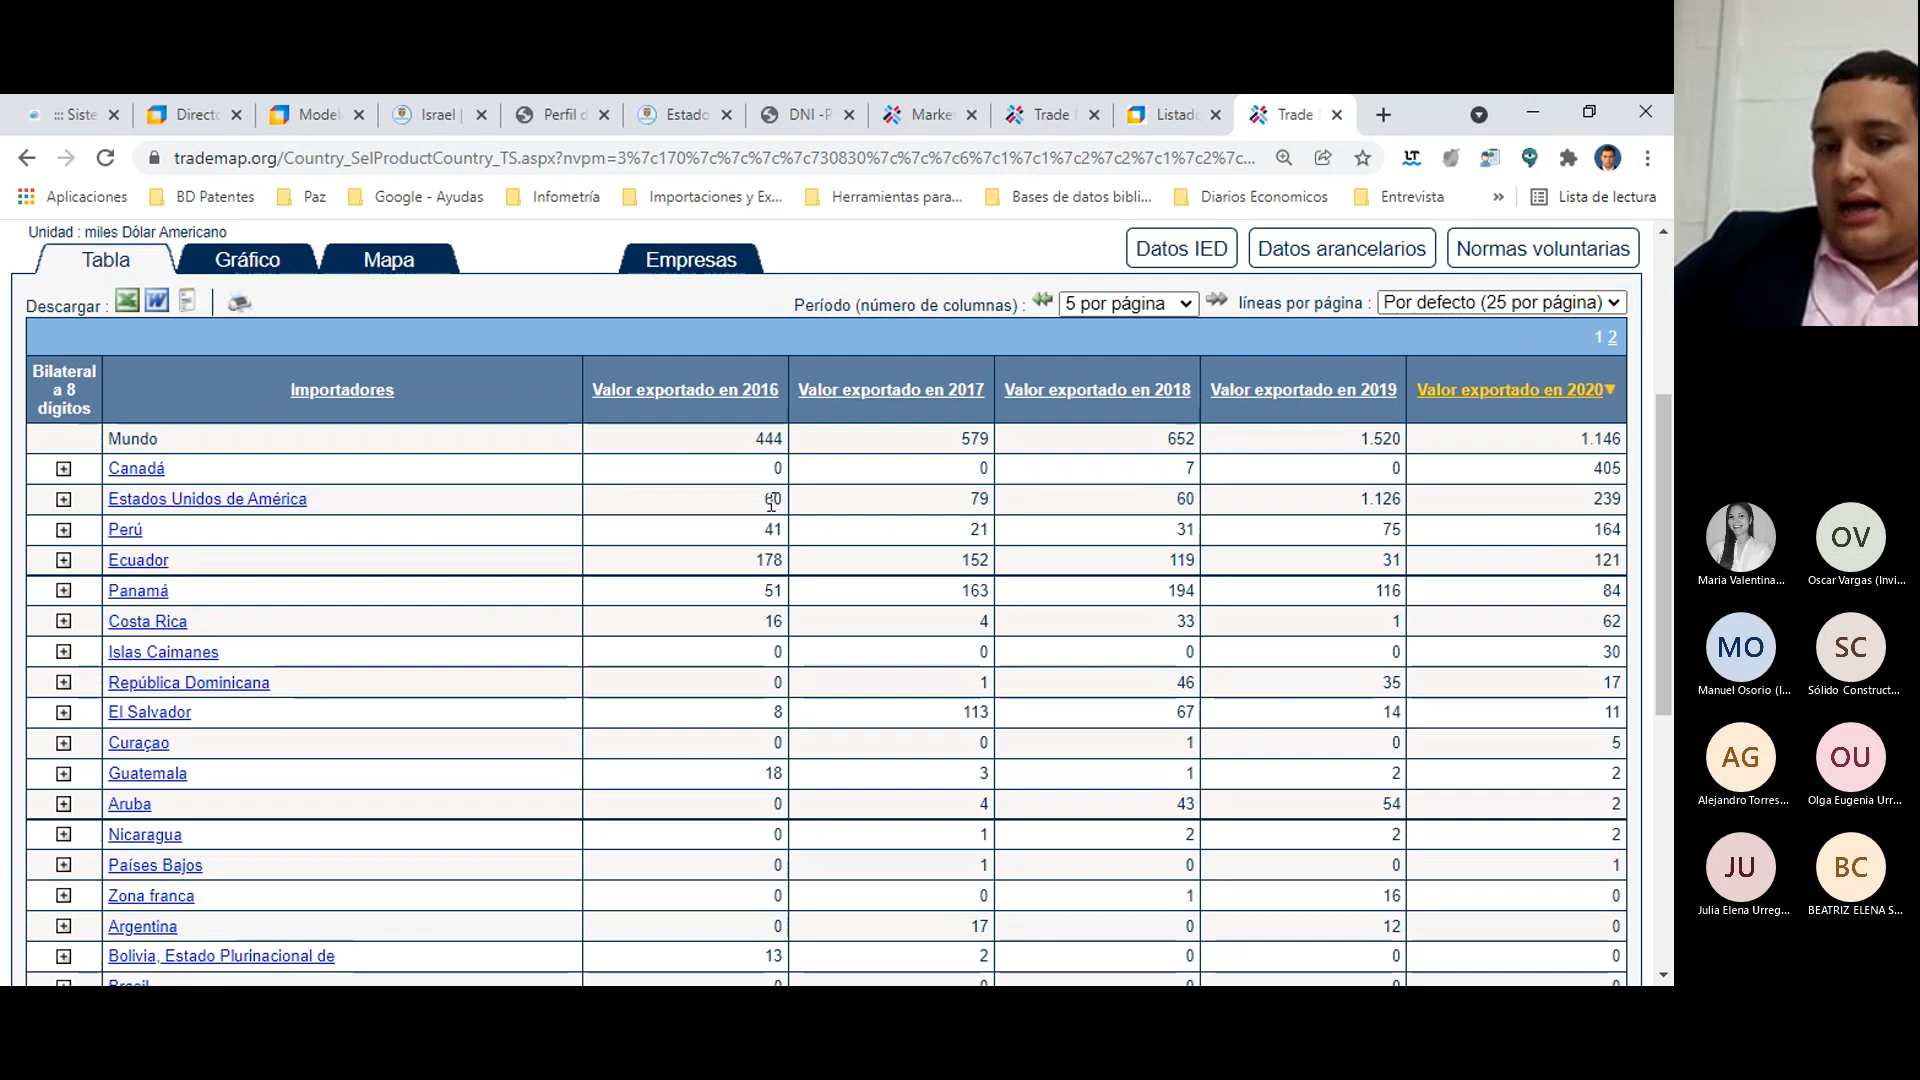 ::: Siste
Directo
Model
Israel |
Perfil d
Estado
DNI -P
Marke
Trade
Listado
Trade
trademap.org/Country_SelProductCountry_TS.aspx?nvpm=3%7c170%7c%7c%7c%7c730830%7c%7c%7c6%7c1%7c1%7c2%7c2%7c1%7c2%7c...
Aplicaciones
BD Patentes
Paz
Google - Ayudas
Infometría
Importaciones y Ex...
Herramientas para...
Bases de datos bibli...
Diarios Economicos
Entrevista
»
Lista de lectura
Unidad : miles Dólar Americano
Tabla
Gráfico
Mapa
Empresas
Datos IED
Datos arancelarios
Normas voluntarias
Descargar :
Período (número de columnas) : 5 por página
líneas por página : Por defecto (25 por página)
1 2
Bilateral a 8 dígitos Importadores Valor exportado en 2016 Valor exportado en 2017 Valor exportado en 2018 Valor exportado en 2019 Valor exportado en 2020▼
Mundo 444 579 652 1.520 1.146
Canadá 0 0 7 0 405
Estados Unidos de América 60 79 60 1.126 239
Perú 41 21 31 75 164
Ecuador 178 152 119 31 121
Panamá 51 163 194 116 84
Costa Rica 16 4 33 1 62
Islas Caimanes 0 0 0 0 30
República Dominicana 0 1 46 35 17
El Salvador 8 113 67 14 11
Curaçao 0 0 1 0 5
Guatemala 18 3 1 2 2
Aruba 0 4 43 54 2
Nicaragua 0 1 2 2 2
Países Bajos 0 1 0 0 1
Zona franca 0 0 1 16 0
Argentina 0 17 0 12 0
Bolivia, Estado Plurinacional de 13 2 0 0 0
Brasil 0 0 0 0 0
Maria Valentina...
OV
Oscar Vargas (Invi...
MO
Manuel Osorio (I...
SC
Sólido Construct...
AG
Alejandro Torres...
OU
Olga Eugenia Urr...
JU
Julia Elena Urreg...
BC
BEATRIZ ELENA S...